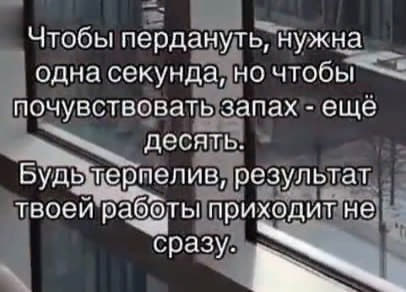 Чтобы пердануть, нужна
одна секунда, но чтобы
почувствовать запах - ещё
десять.
Будь терпелив, результат
твоей работы приходит не
сразу.